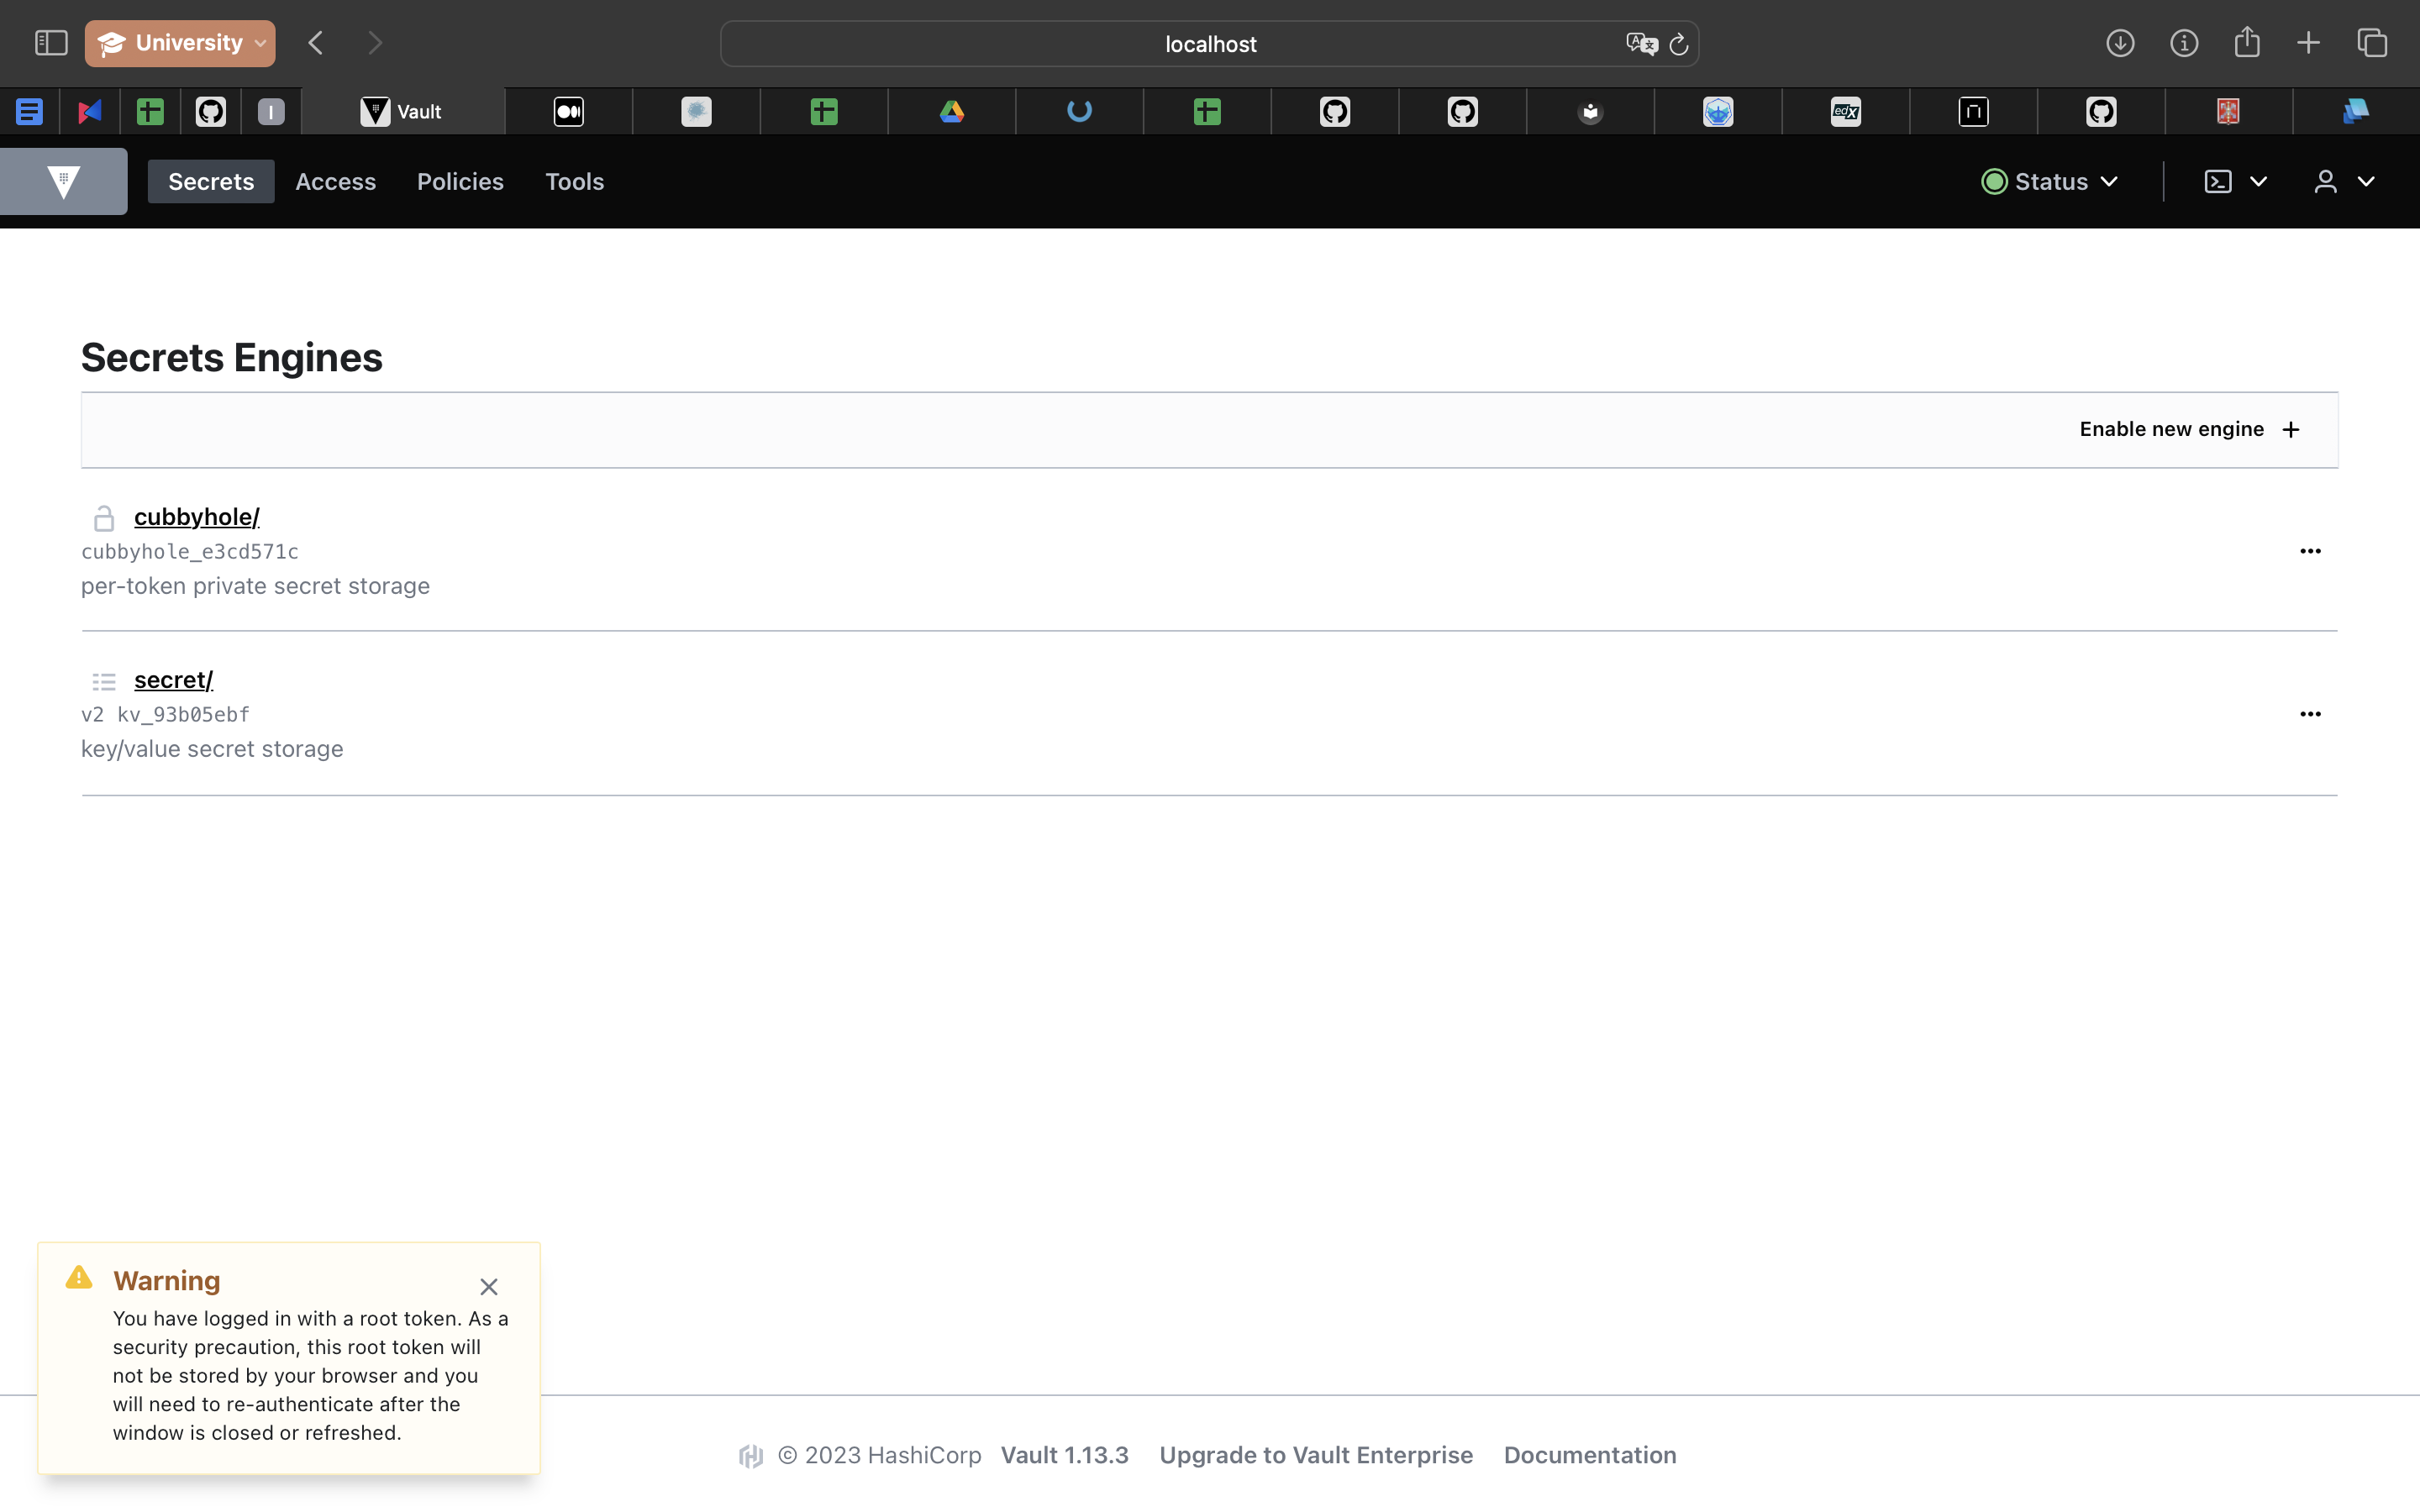 University
localhost
I
Vault
edX
Secrets Access Policies Tools
Status
Secrets Engines
Enable new engine
cubbyhole/
cubbyhole_e3cd571c
per-token private secret storage
secret/
v2 kv_93b05ebf
key/value secret storage
Warning
You have logged in with a root token. As a
security precaution, this root token will
not be stored by your browser and you
will need to re-authenticate after the
window is closed or refreshed.
© 2023 HashiCorp Vault 1.13.3 Upgrade to Vault Enterprise Documentation